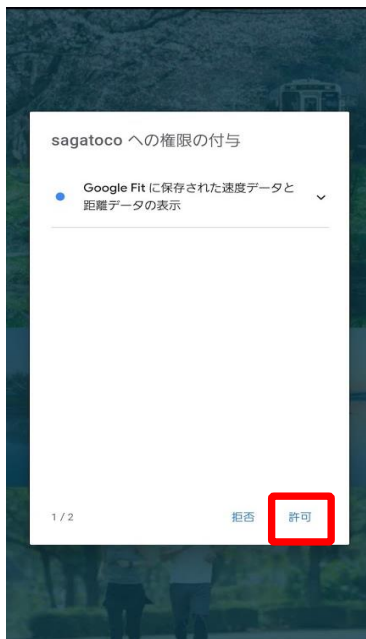 sagatoco への権限の付与
Google Fit に保存された速度データと
距離データの表示
1 / 2
拒否
許可